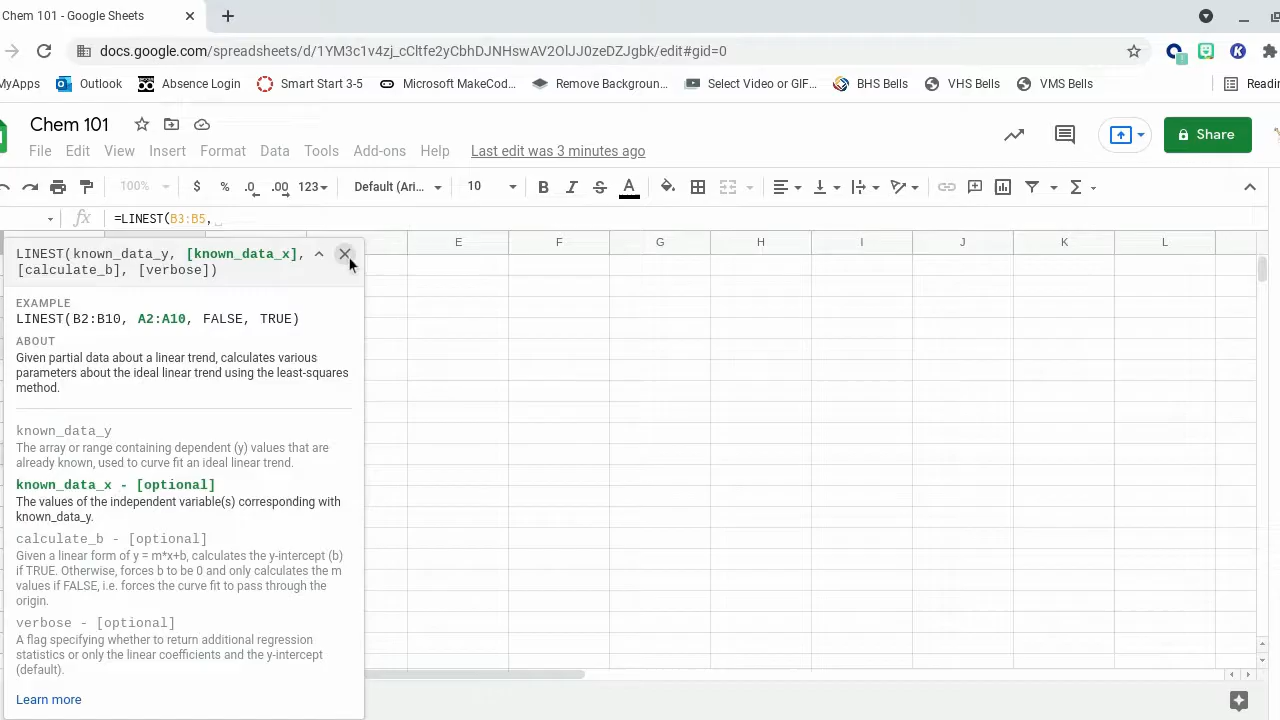 Chem 101 - Google Sheets
docs.google.com/spreadsheets/d/1YM3c1v4zj_cCltfe2yCbhDJNHswAV2OlJJ0zeDZJgbk/edit#gid=0
MyApps Outlook Absence Login Smart Start 3-5 Microsoft MakeCod... Remove Backgroun... Select Video or GIF... BHS Bells VHS Bells VMS Bells Readin
Chem 101
File Edit View Insert Format Data Tools Add-ons Help Last edit was 3 minutes ago
Share
100% $ % .0 .00 123 Default (Ari... 10 B I S A
fx =LINEST(B3:B5,
E F G H I J K L
LINEST(known_data_y, [known_data_x],
[calculate_b], [verbose])
EXAMPLE
LINEST(B2:B10, A2:A10, FALSE, TRUE)
ABOUT
Given partial data about a linear trend, calculates various
parameters about the ideal linear trend using the least-squares
method.
known_data_y
The array or range containing dependent (y) values that are
already known, used to curve fit an ideal linear trend.
known_data_x - [optional]
The values of the independent variable(s) corresponding with
known_data_y.
calculate_b - [optional]
Given a linear form of y = m*x+b, calculates the y-intercept (b)
if TRUE. Otherwise, forces b to be 0 and only calculates the m
values if FALSE, i.e. forces the curve fit to pass through the
origin.
verbose - [optional]
A flag specifying whether to return additional regression
statistics or only the linear coefficients and the y-intercept
(default).
Learn more